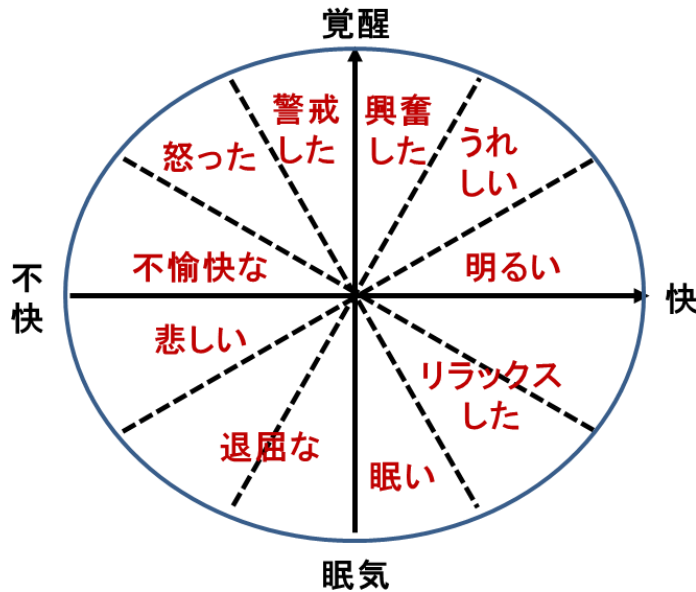 覚醒
警戒
した
興奮
した
怒った
うれ
しい
不愉快な
明るい
不
快
快
悲しい
リラックス
した
退屈な
眠い
眠気